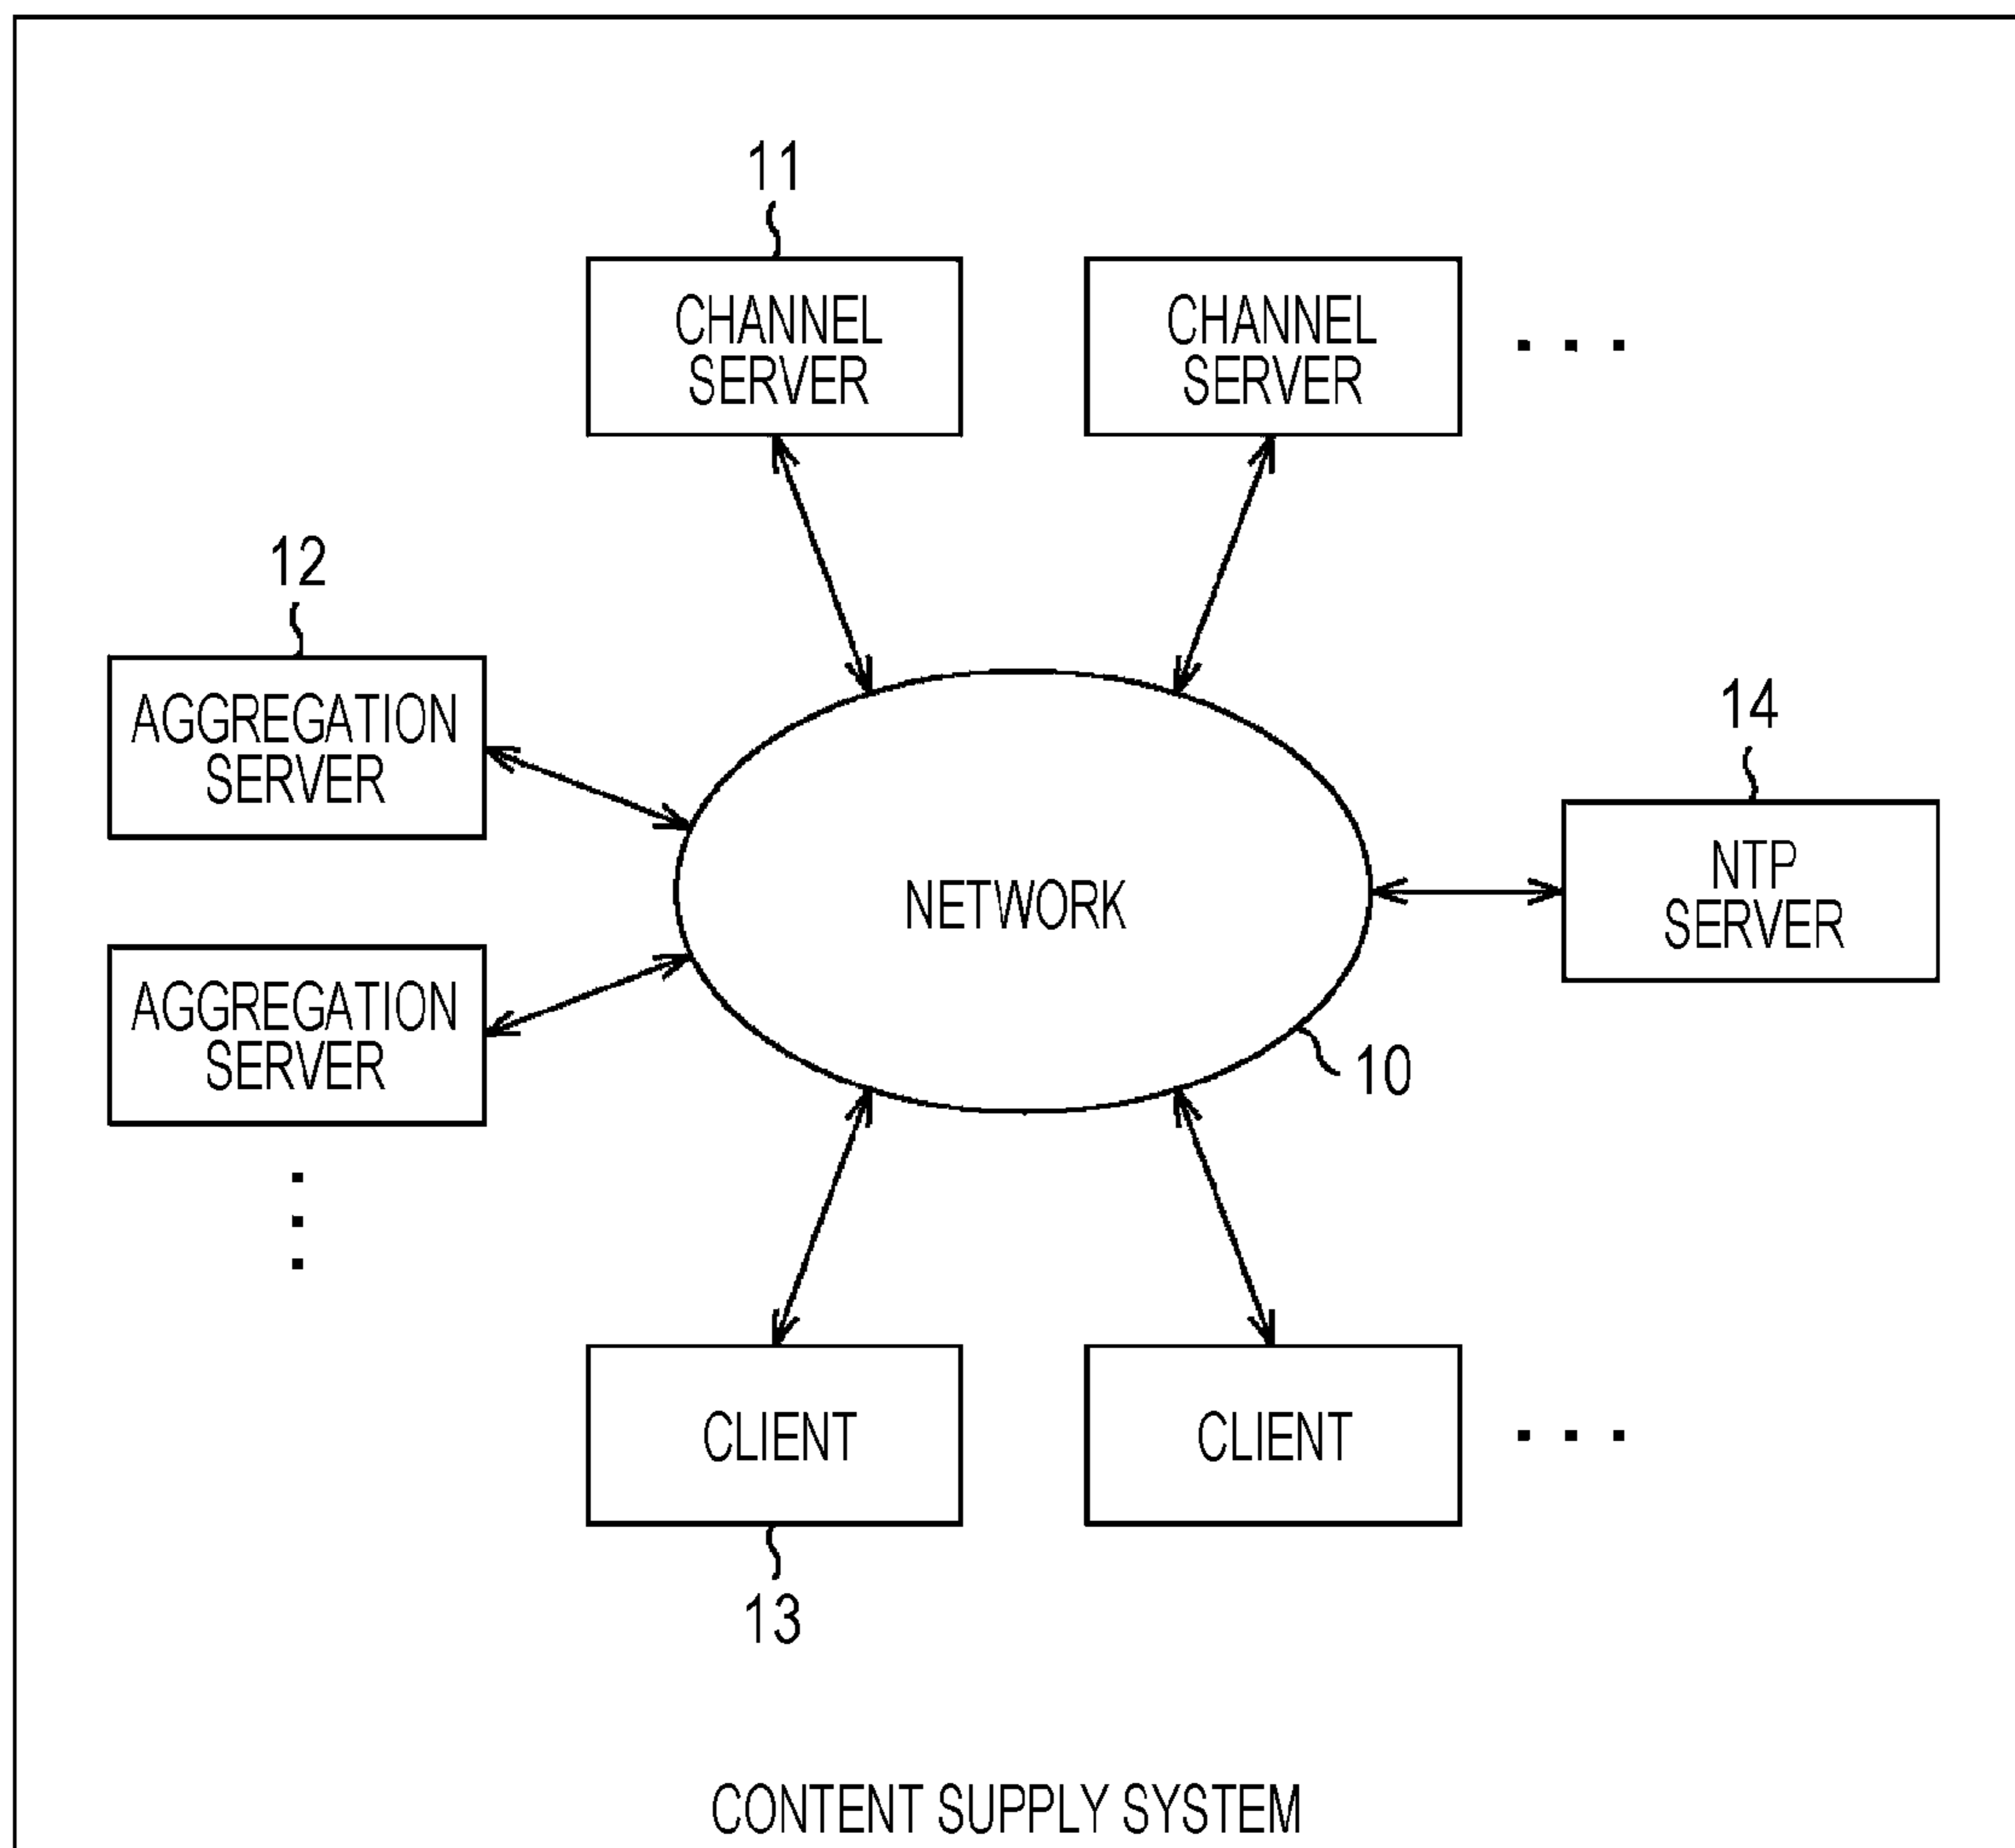 11
CHANNEL
SERVER
CHANNEL
SERVER
. . .
12
AGGREGATION
SERVER
14
NTP
SERVER
NETWORK
AGGREGATION
SERVER
10
.
.
.
CLIENT
CLIENT
. . .
13
CONTENT SUPPLY SYSTEM